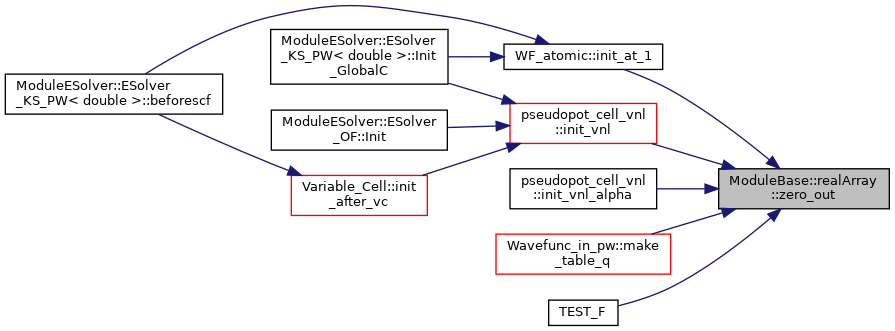 ModuleESolver::ESolver
_KS_PW< double >::beforescf
ModuleESolver::ESolver
_KS_PW< double >::Init
_GlobalC
ModuleESolver::ESolver
_OF::Init
Variable_Cell::init
_after_vc
WF_atomic::init_at_1
pseudopot_cell_vnl
::init_vnl
pseudopot_cell_vnl
::init_vnl_alpha
Wavefunc_in_pw::make
_table_q
TEST_F
ModuleBase::realArray
::zero_out